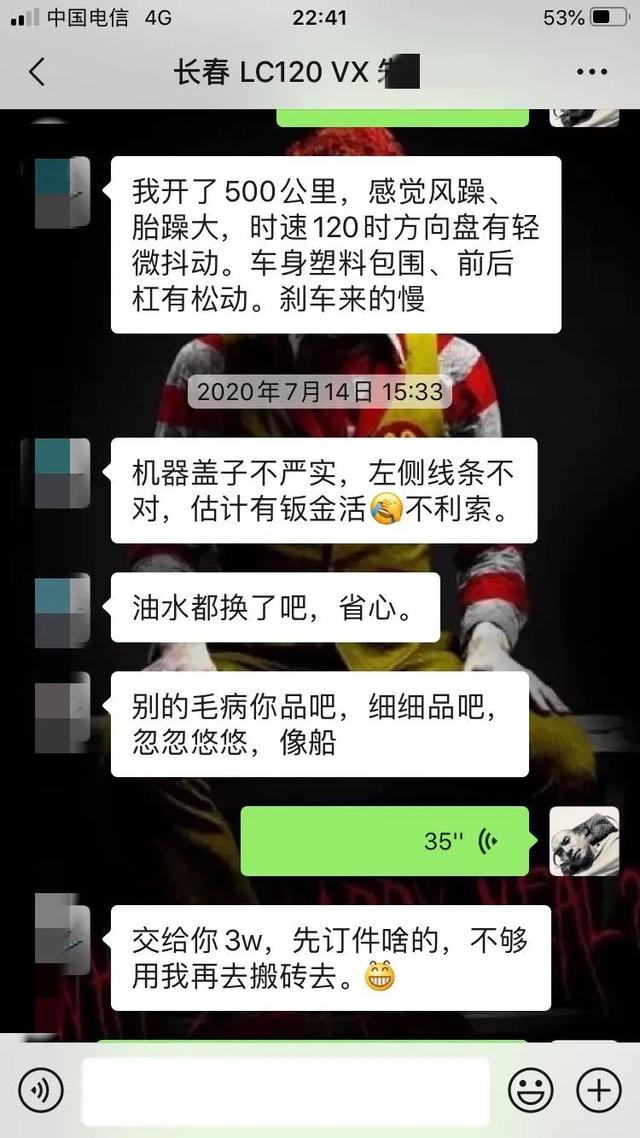 中国电信 4G
22:41
53%
长春 LC120 VX
我开了500公里，感觉风躁、
胎躁大，时速120时方向盘有轻
微抖动。车身塑料包围、前后
杠有松动。刹车来的慢
2020年7月14日 15:33
机器盖子不严实，左侧线条不
对，估计有钣金活🤦不利索。
油水都换了吧，省心。
别的毛病你品吧，细细品吧，
忽忽悠悠，像船
35''
交给你3w，先订件啥的，不够
用我再去搬砖去。😁